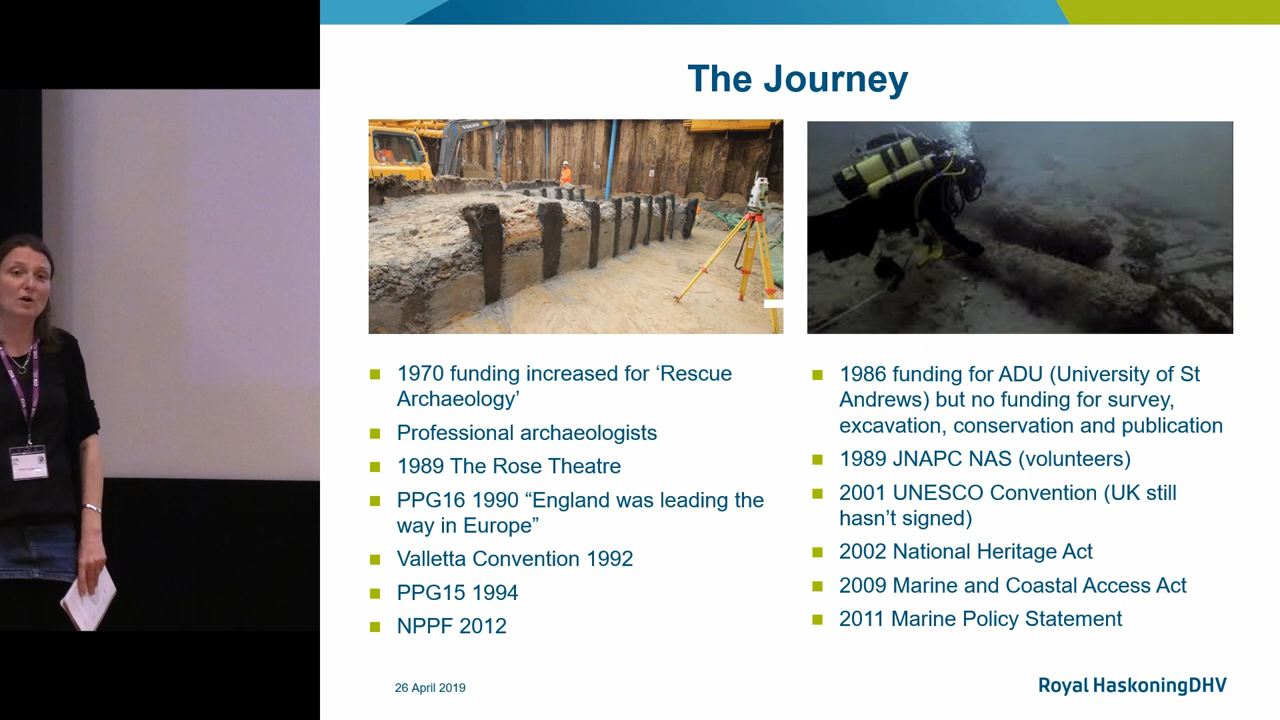 The Journey
1970 funding increased for ‘Rescue
Archaeology’
Professional archaeologists
1989 The Rose Theatre
PPG16 1990 “England was leading the
way in Europe”
Valletta Convention 1992
PPG15 1994
NPPF 2012
1986 funding for ADU (University of St
Andrews) but no funding for survey,
excavation, conservation and publication
1989 JNAPC NAS (volunteers)
2001 UNESCO Convention (UK still
hasn’t signed)
2002 National Heritage Act
2009 Marine and Coastal Access Act
2011 Marine Policy Statement
26 April 2019
Royal HaskoningDHV